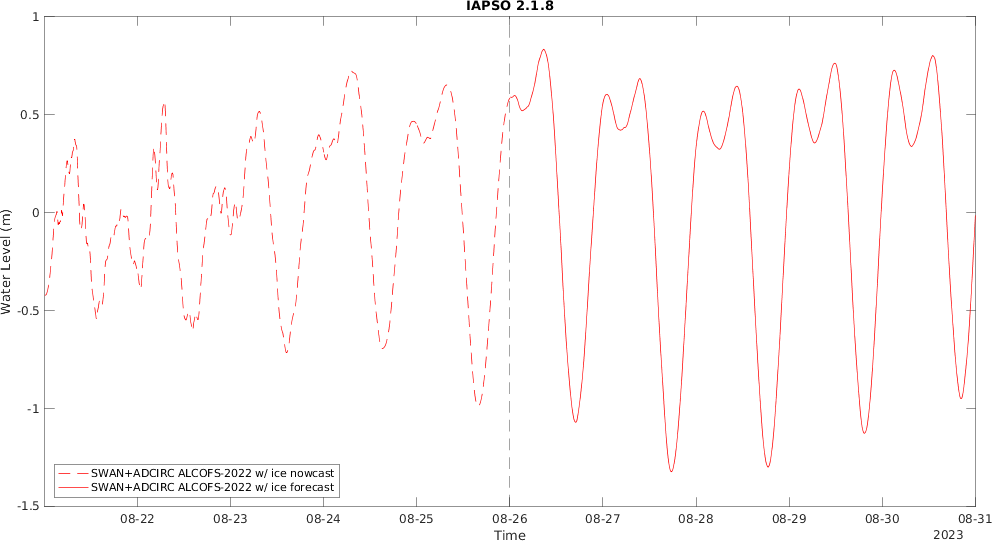 IAPSO 2.1.8
1
0.5
0
-0.5
-1
-1.5
Water Level (m)
SWAN+ADCIRC ALCOFS-2022 w/ ice nowcast
SWAN+ADCIRC ALCOFS-2022 w/ ice forecast
08-22 08-23 08-24 08-25 08-26 08-27 08-28 08-29 08-30 08-31
Time
2023